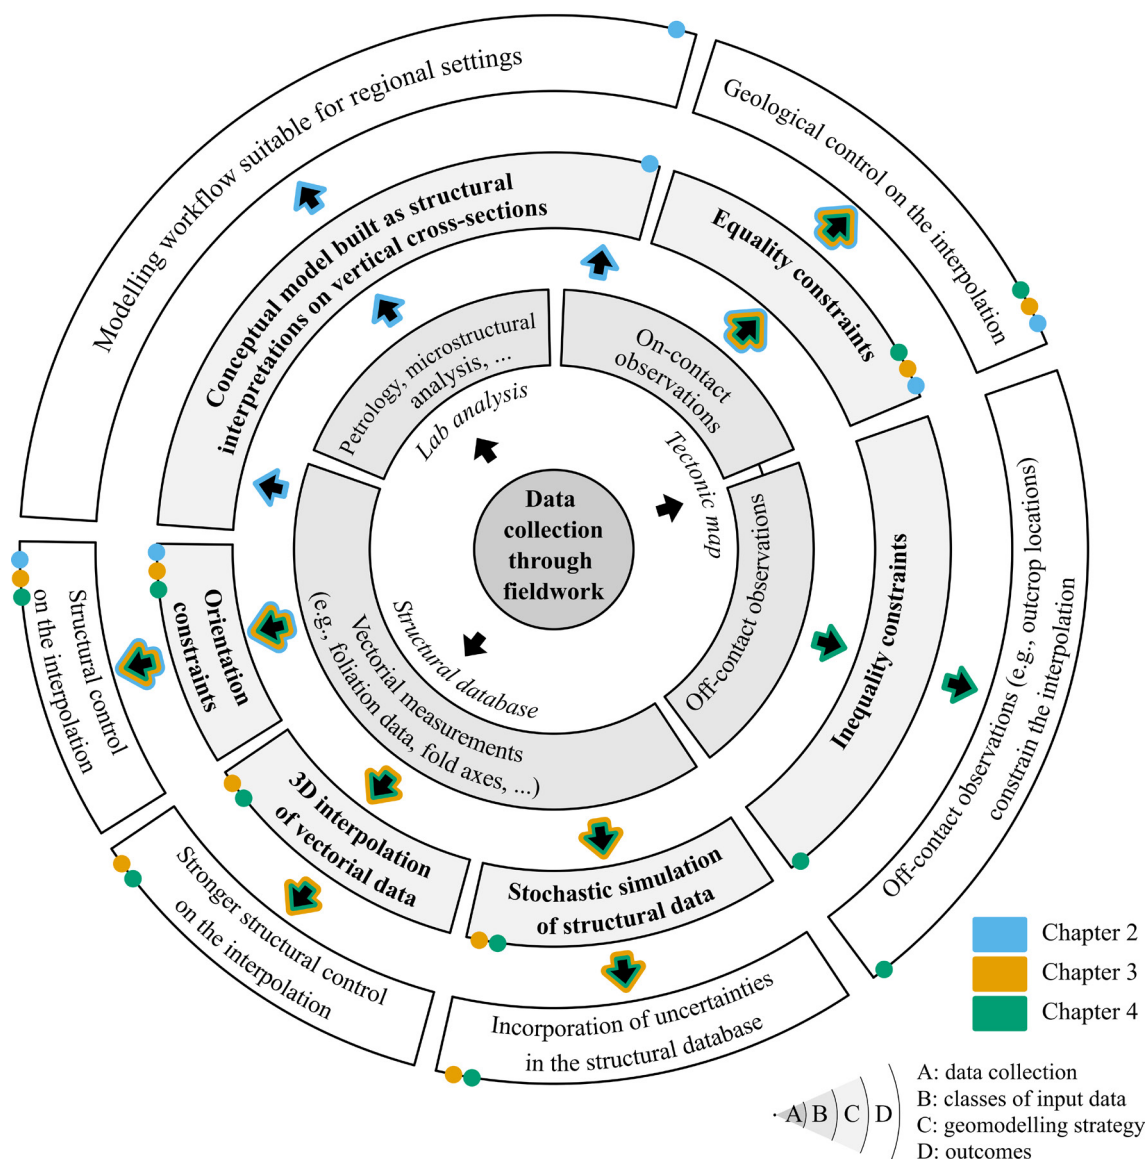 Modelling workflow suitable for regional settings
Geological control on the interpolation
Conceptual model built as structural
interpretations on vertical cross-sections
Equality constraints
Petrology, microstructural
analysis, ...
On-contact
observations
Lab analysis
Tectonic map
Data
collection
through
fieldwork
Structural database
Off-contact observations
Vectorial measurements
(e.g., foliation data, fold axes, ...)
Inequality constraints
Off-contact observations (e.g., outcrop locations)
constrain the interpolation
Orientation
constraints
Structural control
on the interpolation
3D interpolation
of vectorial data
Stronger structural control
on the interpolation
Stochastic simulation
of structural data
Incorporation of uncertainties
in the structural database
Chapter 2
Chapter 3
Chapter 4
A B C D
A: data collection
B: classes of input data
C: geomodelling strategy
D: outcomes